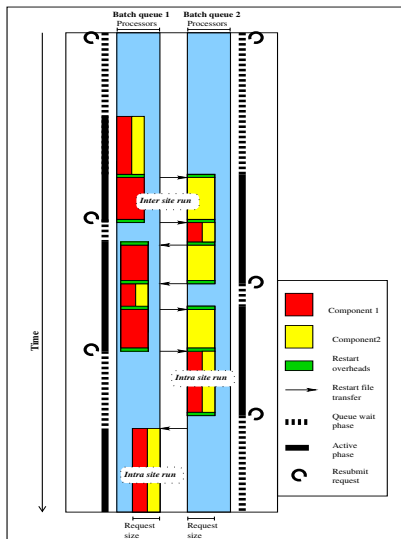 Batch queue 1
Processors
Batch queue 2
Processors
Inter site run
Time
Intra site run
Intra site run
Request
size
Request
size
Component 1
Component2
Restart
overheads
Restart file
transfer
Queue wait
phase
Active
phase
Resubmit
request